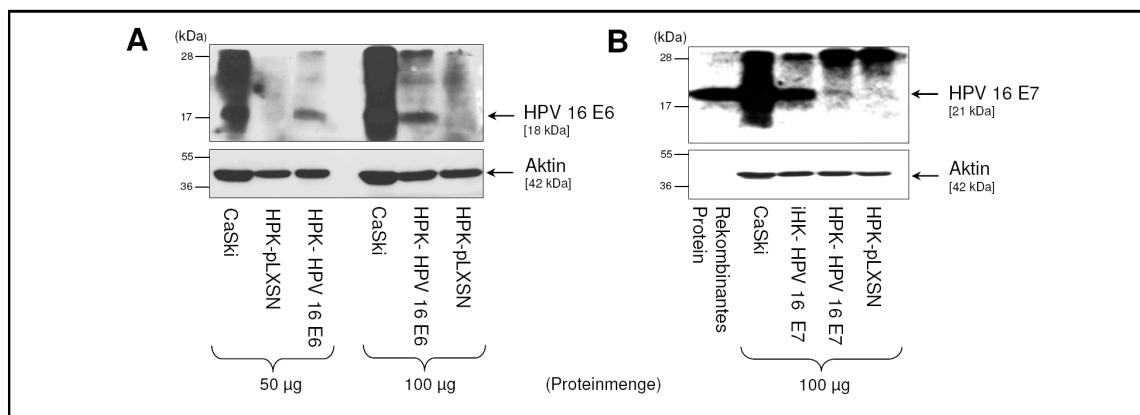 A
(kDa)
28
17
HPV 16 E6
[18 kDa]
55
36
Aktin
[42 kDa]
CaSki
HPK-pLXSN
HPK- HPV 16 E6
CaSki
HPK- HPV 16 E6
HPK-pLXSN
50 µg
100 µg
(Proteinmenge)
B
(kDa)
28
17
HPV 16 E7
[21 kDa]
55
36
Aktin
[42 kDa]
Rekombinantes
Protein
CaSki
iHK- HPV 16 E7
HPK- HPV 16 E7
HPK-pLXSN
100 µg